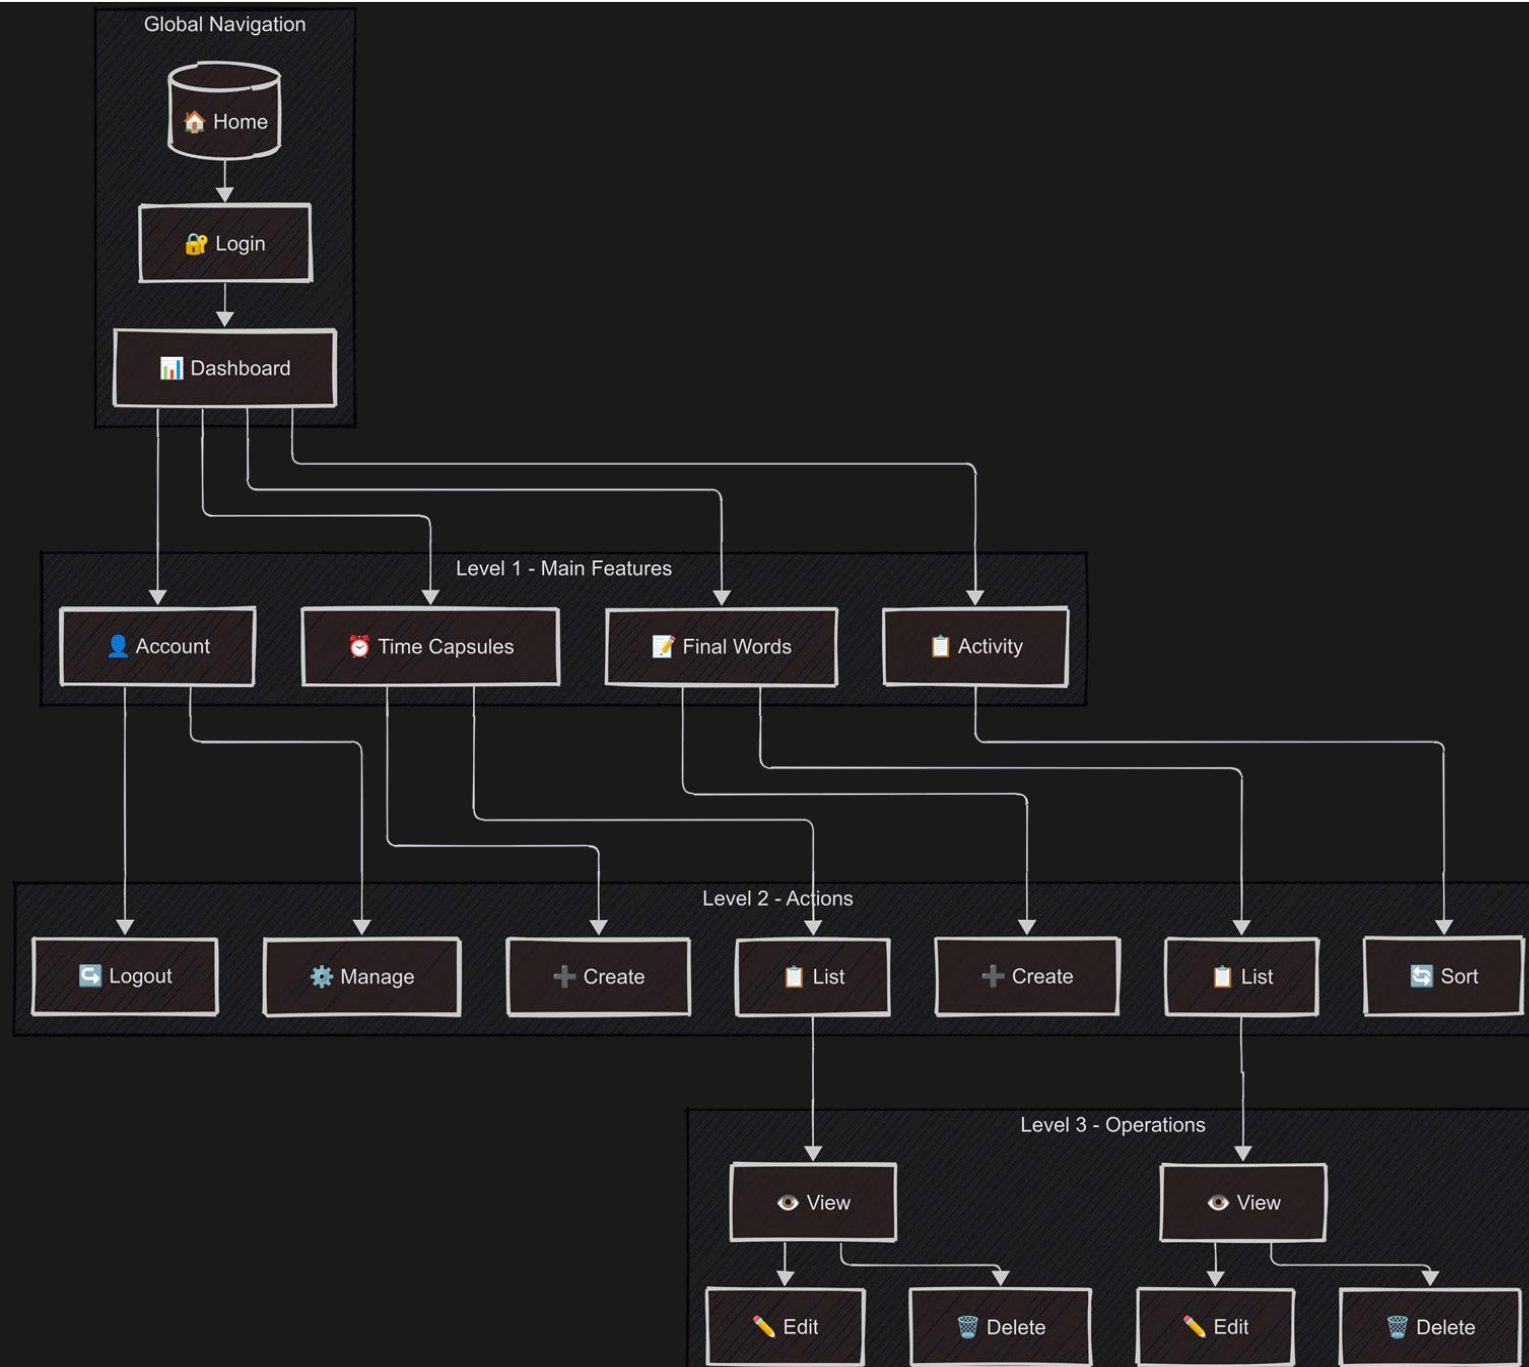 Global Navigation
🏠 Home
🔐 Login
📊 Dashboard
Level 1 - Main Features
👤 Account
⏰ Time Capsules
📝 Final Words
📋 Activity
Level 2 - Actions
↪️ Logout
⚙️ Manage
➕ Create
📋 List
➕ Create
📋 List
🔄 Sort
Level 3 - Operations
👁️ View
👁️ View
✏️ Edit
🗑️ Delete
✏️ Edit
🗑️ Delete